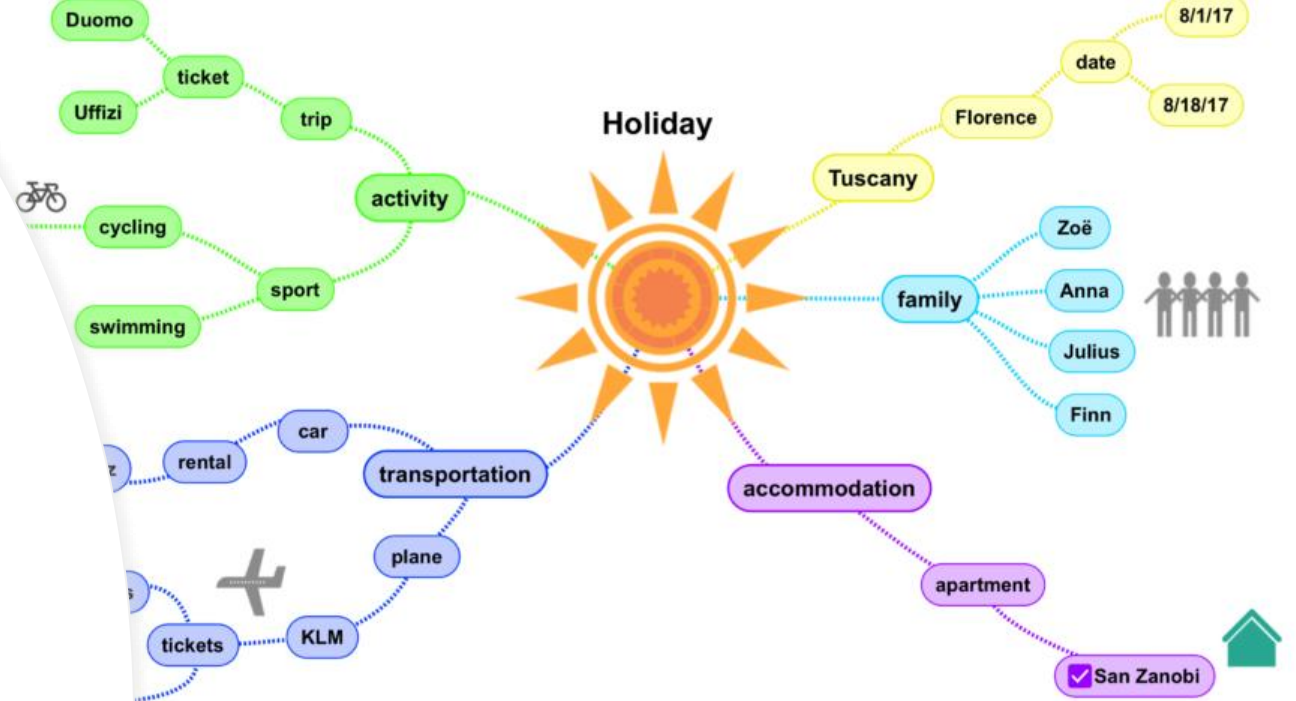 Holiday
Duomo
ticket
Uffizi
trip
activity
cycling
sport
swimming
8/1/17
date
8/18/17
Florence
Tuscany
Zoë
family
Anna
Julius
Finn
car
rental
z
transportation
plane
KLM
tickets
s
accommodation
apartment
San Zanobi